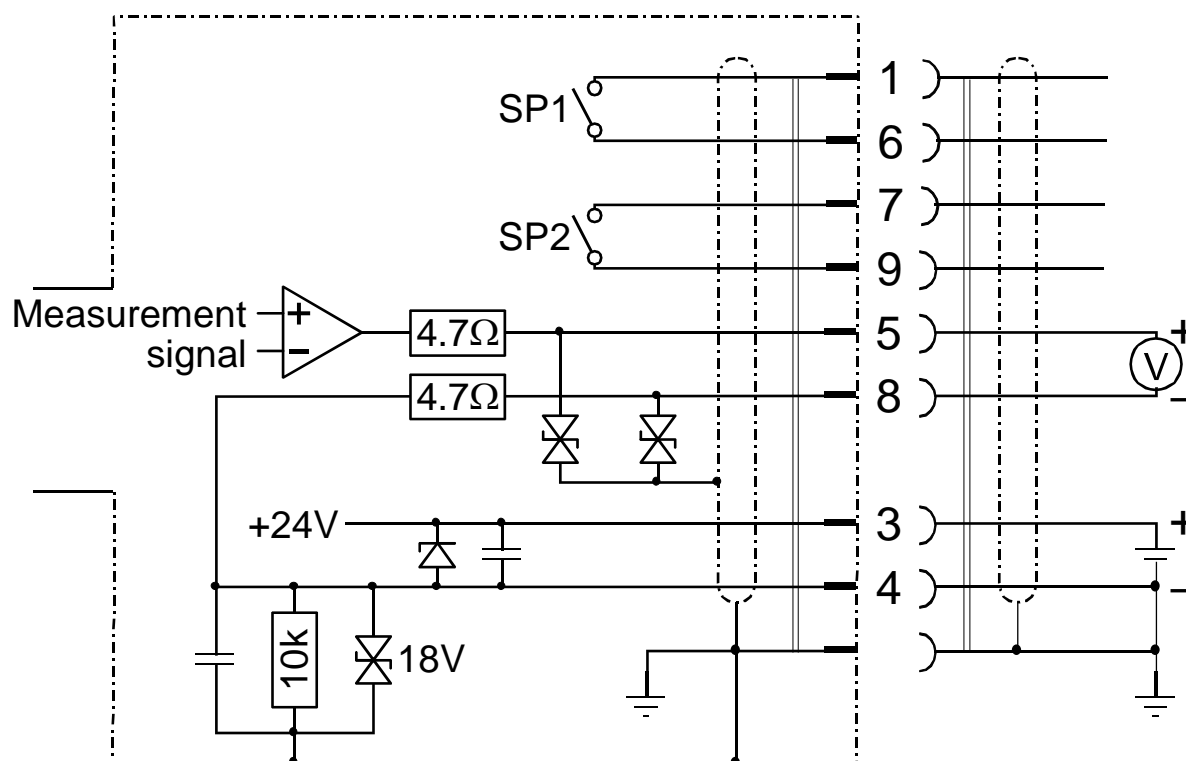 SP1
1
6
SP2
7
9
Measurement
signal
+
−
4.7Ω
5
+
V
4.7Ω
8
−
+24V
3
+
4
−
10k
18V